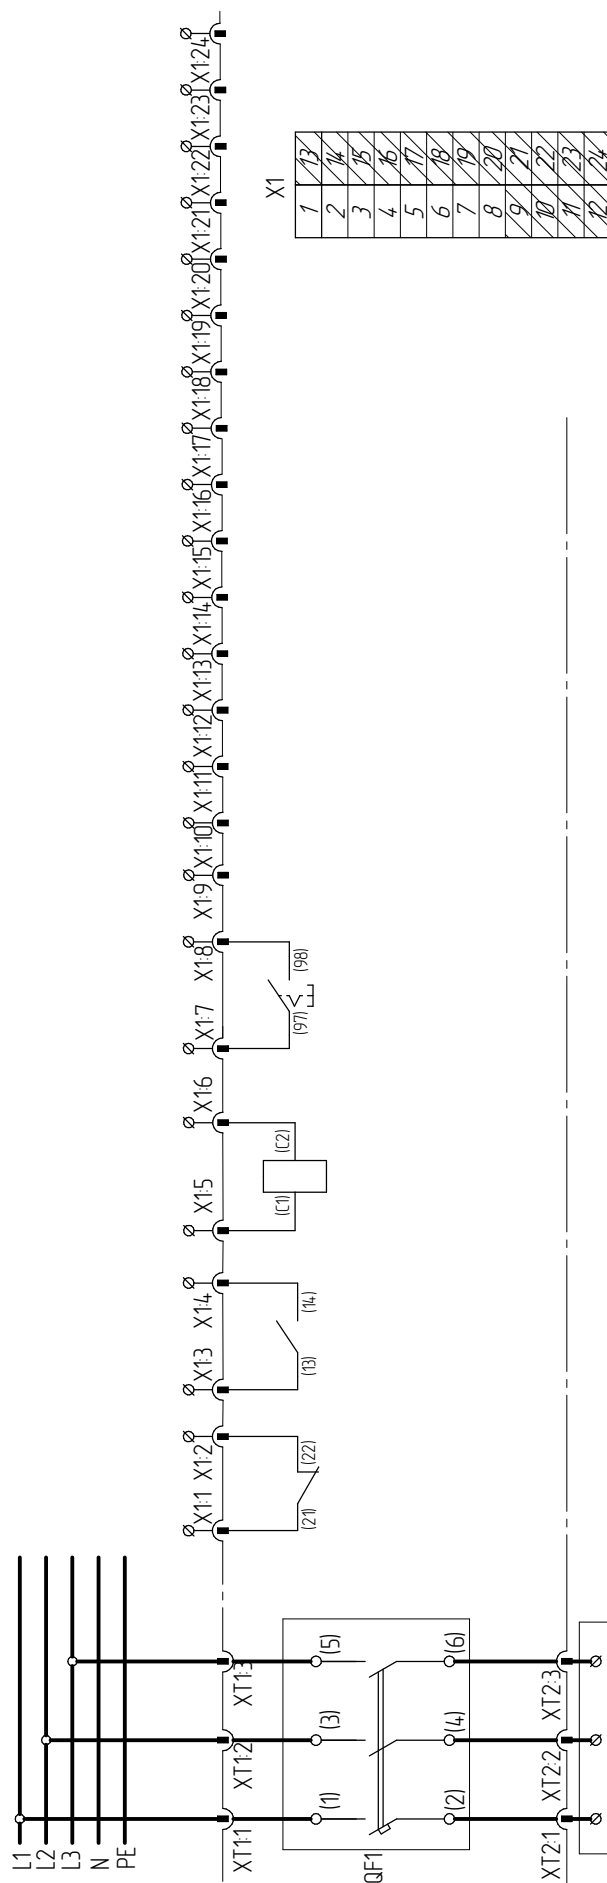 L1
L2
L3
N
PE
XT1:1
XT1:2
XT1:3
X1:1
X1:2
X1:3
X1:4
X1:5
X1:6
X1:7
X1:8
X1:9
X1:10
X1:11
X1:12
X1:13
X1:14
X1:15
X1:16
X1:17
X1:18
X1:19
X1:20
X1:21
X1:22
X1:23
X1:24
QF1
(1)
(3)
(5)
(2)
(4)
(6)
(21)
(22)
(13)
(14)
(C1)
(C2)
(97)
(98)
XT2:1
XT2:2
XT2:3
X1
1 13
2 14
3 15
4 16
5 17
6 18
7 19
8 20
9 21
10 22
11 23
12 24